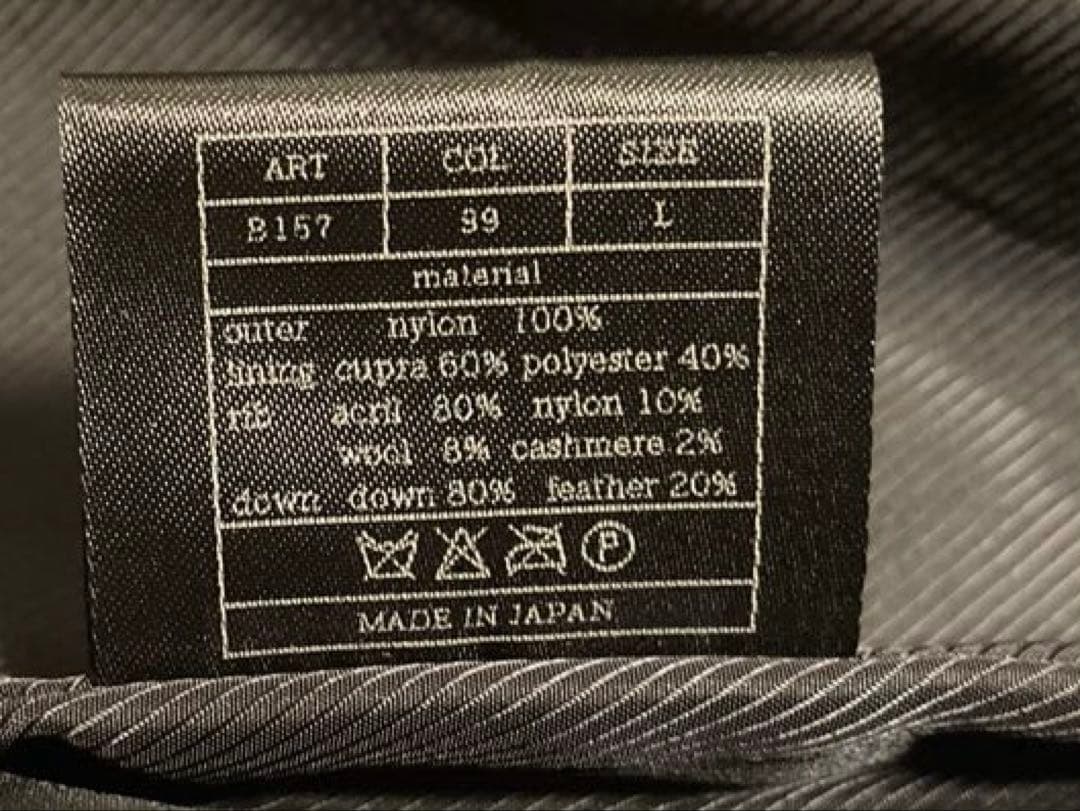 ART COL SIZE
B157 99 L
material
outer nylon 100%
lining cupra 60% polyester 40%
rib acril 80% nylon 10%
wool 8% cashmere 2%
down down 80% feather 20%
P
MADE IN JAPAN